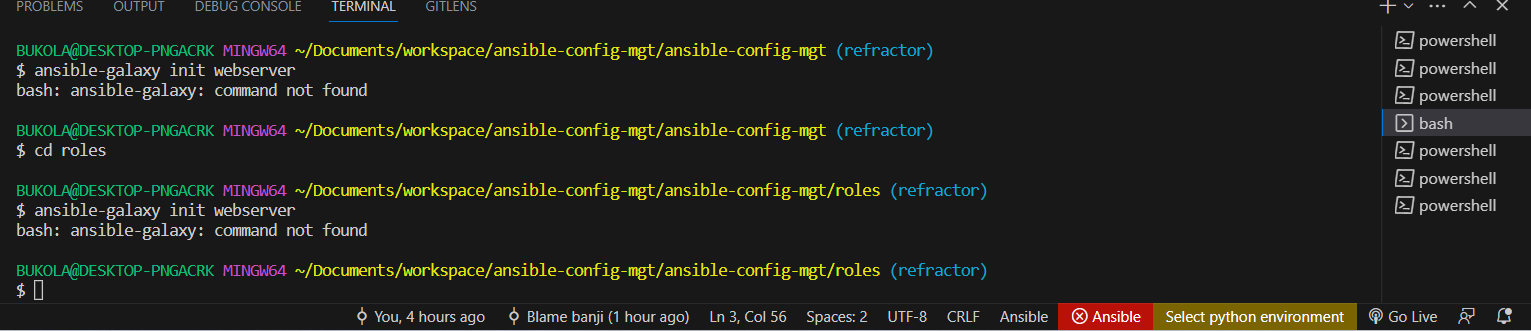 PROBLEMS OUTPUT DEBUG CONSOLE TERMINAL GITLENS
BUKOLA@DESKTOP-PNGACRK MINGW64 ~/Documents/workspace/ansible-config-mgt/ansible-config-mgt (refractor)
$ ansible-galaxy init webserver
bash: ansible-galaxy: command not found
BUKOLA@DESKTOP-PNGACRK MINGW64 ~/Documents/workspace/ansible-config-mgt/ansible-config-mgt (refractor)
$ cd roles
BUKOLA@DESKTOP-PNGACRK MINGW64 ~/Documents/workspace/ansible-config-mgt/ansible-config-mgt/roles (refractor)
$ ansible-galaxy init webserver
bash: ansible-galaxy: command not found
BUKOLA@DESKTOP-PNGACRK MINGW64 ~/Documents/workspace/ansible-config-mgt/ansible-config-mgt/roles (refractor)
$
powershell
powershell
powershell
bash
powershell
powershell
powershell
You, 4 hours ago Blame banji (1 hour ago) Ln 3, Col 56 Spaces: 2 UTF-8 CRLF Ansible Ansible Select python environment Go Live